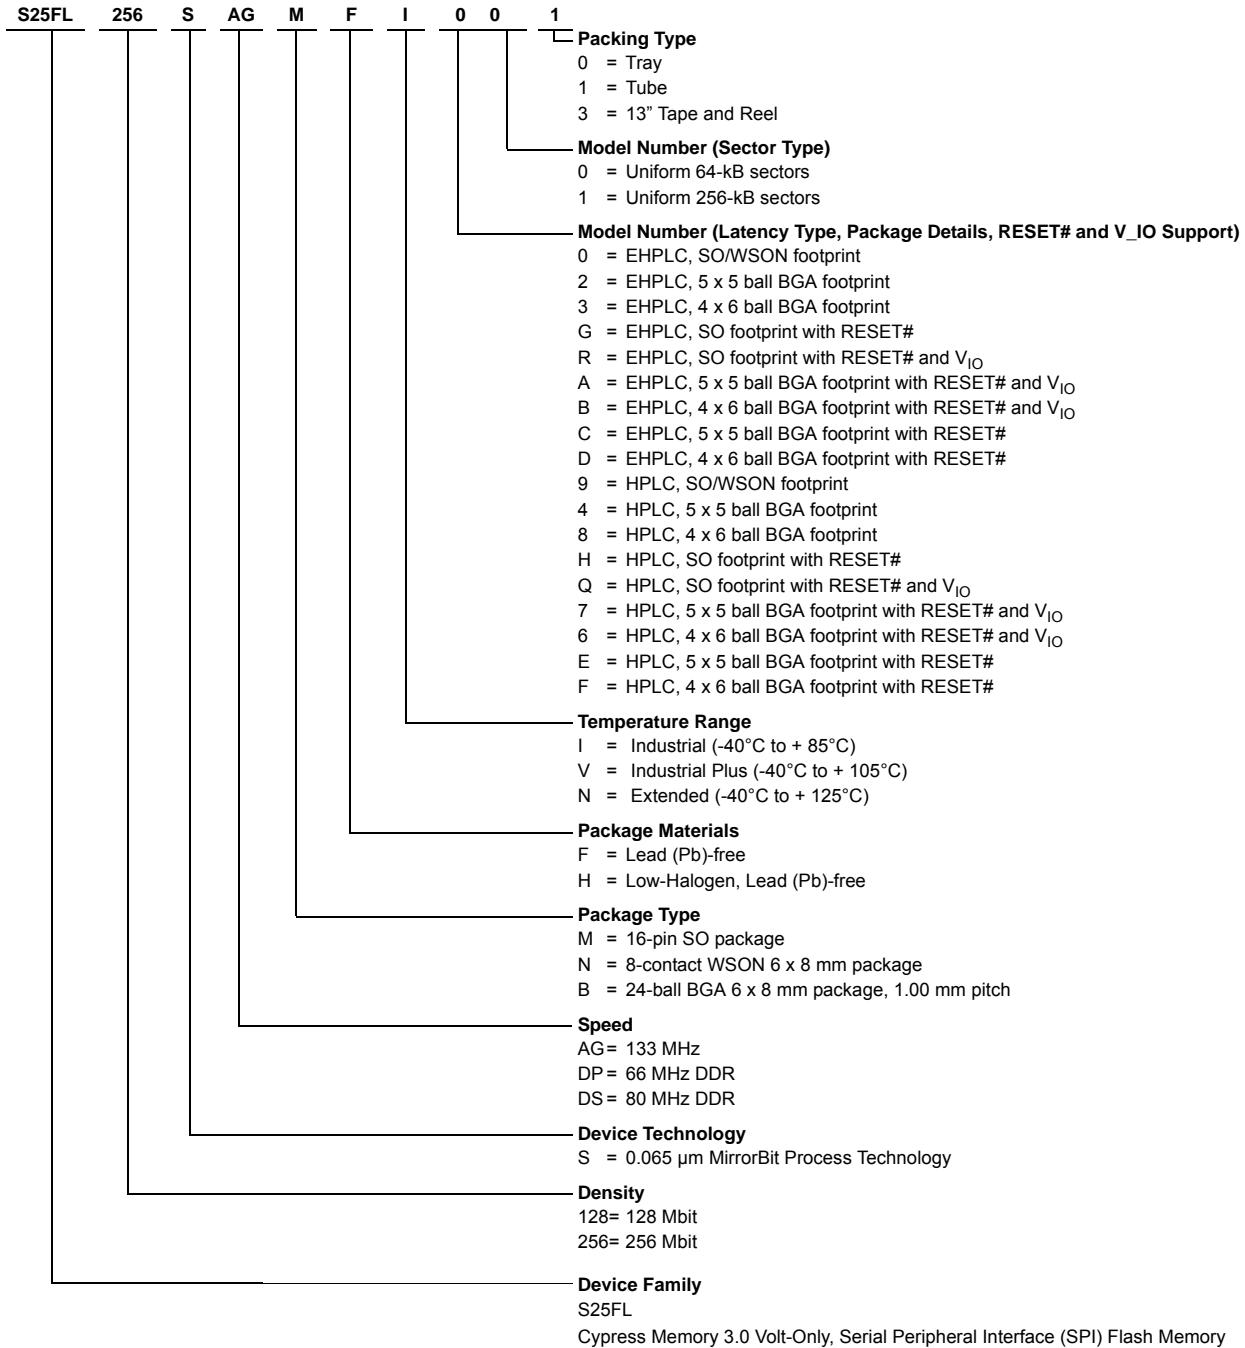 S25FL 256 S AG M F I 0 0 1
Packing Type
0 = Tray
1 = Tube
3 = 13” Tape and Reel
Model Number (Sector Type)
0 = Uniform 64-kB sectors
1 = Uniform 256-kB sectors
Model Number (Latency Type, Package Details, RESET# and V_IO Support)
0 = EHPLC, SO/WSON footprint
2 = EHPLC, 5 x 5 ball BGA footprint
3 = EHPLC, 4 x 6 ball BGA footprint
G = EHPLC, SO footprint with RESET#
R = EHPLC, SO footprint with RESET# and VIO
A = EHPLC, 5 x 5 ball BGA footprint with RESET# and VIO
B = EHPLC, 4 x 6 ball BGA footprint with RESET# and VIO
C = EHPLC, 5 x 5 ball BGA footprint with RESET#
D = EHPLC, 4 x 6 ball BGA footprint with RESET#
9 = HPLC, SO/WSON footprint
4 = HPLC, 5 x 5 ball BGA footprint
8 = HPLC, 4 x 6 ball BGA footprint
H = HPLC, SO footprint with RESET#
Q = HPLC, SO footprint with RESET# and VIO
7 = HPLC, 5 x 5 ball BGA footprint with RESET# and VIO
6 = HPLC, 4 x 6 ball BGA footprint with RESET# and VIO
E = HPLC, 5 x 5 ball BGA footprint with RESET#
F = HPLC, 4 x 6 ball BGA footprint with RESET#
Temperature Range
I = Industrial (-40°C to + 85°C)
V = Industrial Plus (-40°C to + 105°C)
N = Extended (-40°C to + 125°C)
Package Materials
F = Lead (Pb)-free
H = Low-Halogen, Lead (Pb)-free
Package Type
M = 16-pin SO package
N = 8-contact WSON 6 x 8 mm package
B = 24-ball BGA 6 x 8 mm package, 1.00 mm pitch
Speed
AG= 133 MHz
DP= 66 MHz DDR
DS= 80 MHz DDR
Device Technology
S = 0.065 µm MirrorBit Process Technology
Density
128= 128 Mbit
256= 256 Mbit
Device Family
S25FL
Cypress Memory 3.0 Volt-Only, Serial Peripheral Interface (SPI) Flash Memory